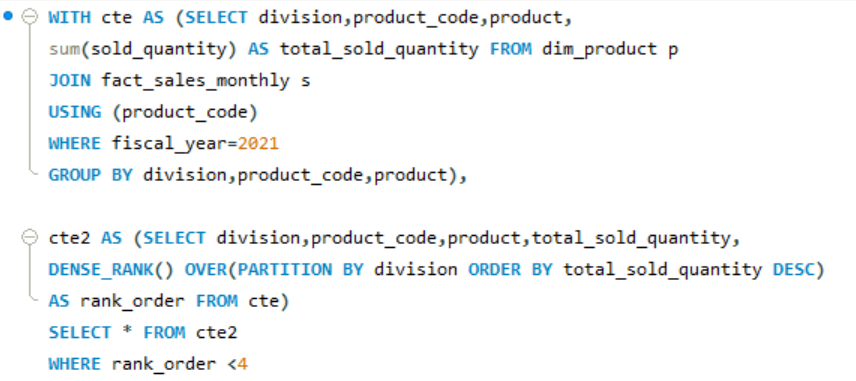 WITH cte AS (SELECT division,product_code,product,
sum(sold_quantity) AS total_sold_quantity FROM dim_product p
JOIN fact_sales_monthly s
USING (product_code)
WHERE fiscal_year=2021
GROUP BY division,product_code,product),
cte2 AS (SELECT division,product_code,product,total_sold_quantity,
DENSE_RANK() OVER(PARTITION BY division ORDER BY total_sold_quantity DESC)
AS rank_order FROM cte)
SELECT * FROM cte2
WHERE rank_order <4